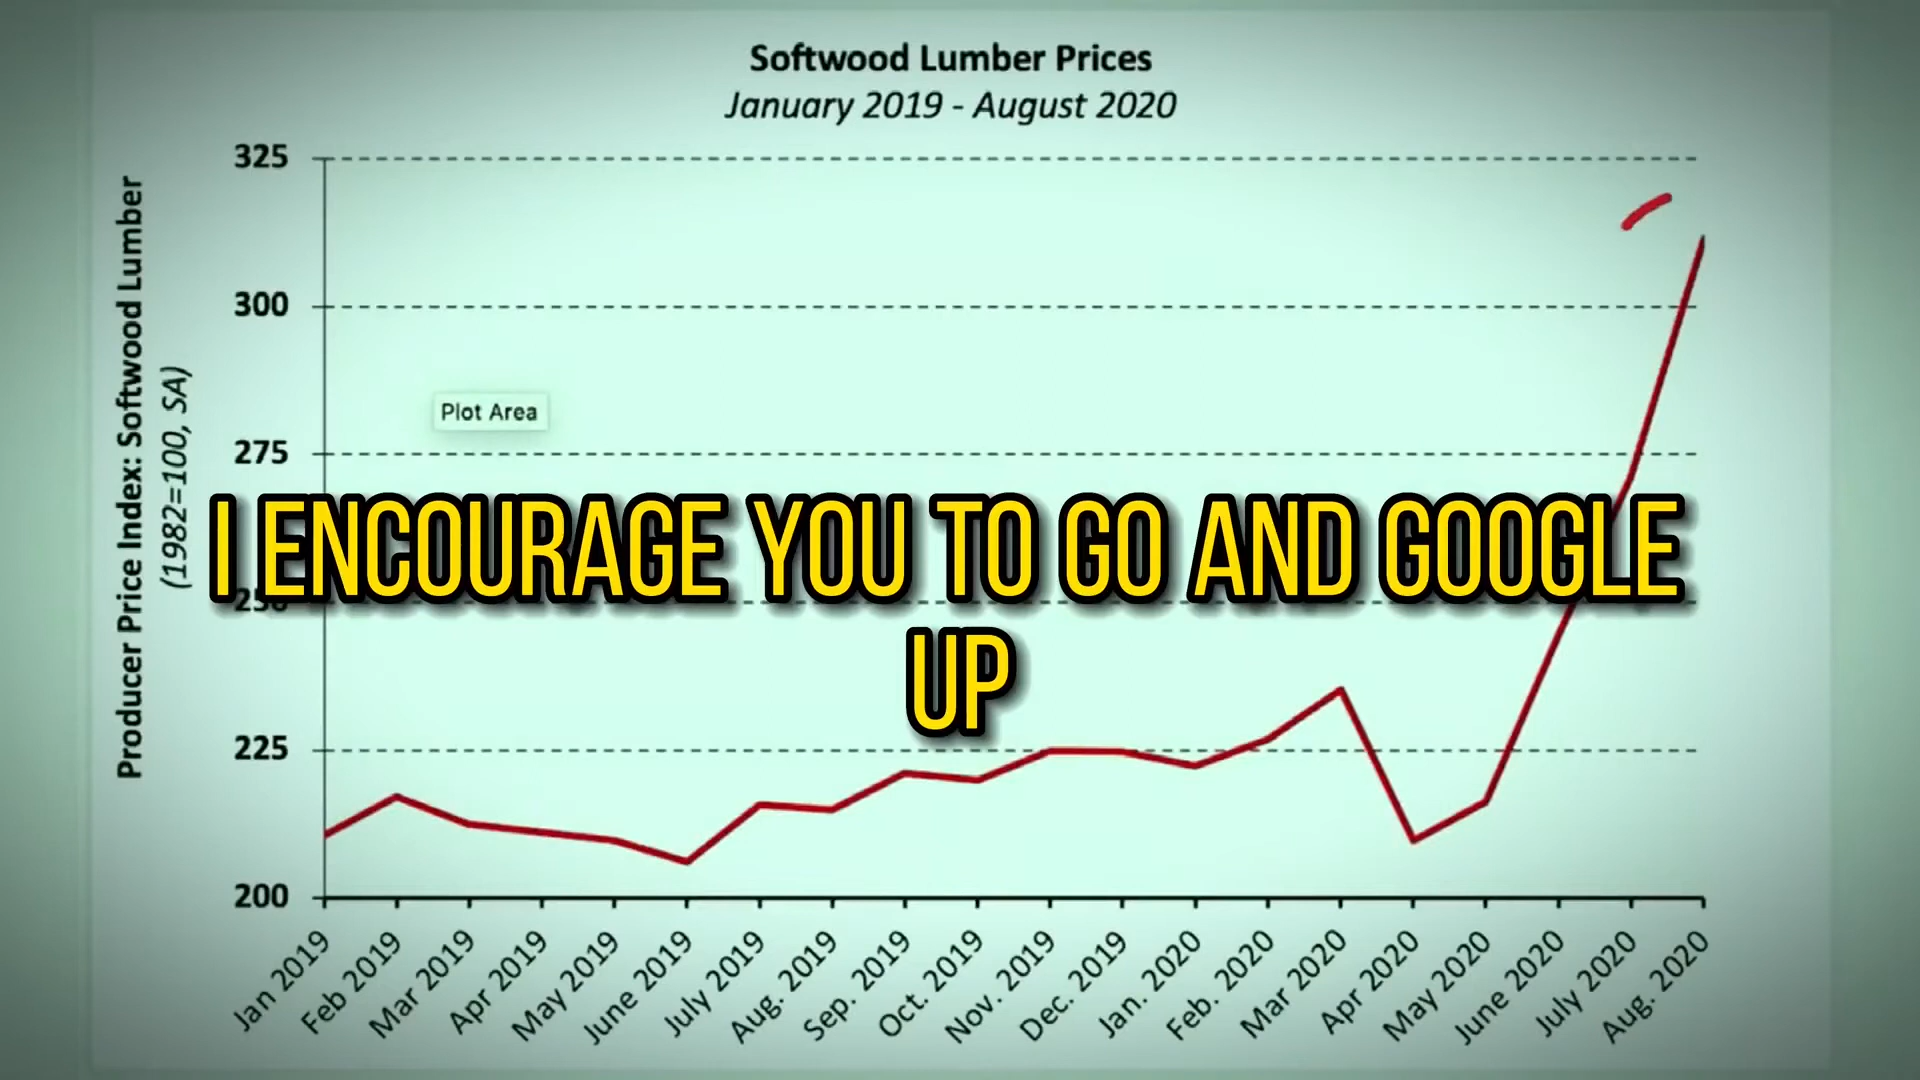 Softwood Lumber Prices
January 2019 - August 2020
Producer Price Index: Softwood Lumber
(1982=100, SA)
325
300
Plot Area
275
I ENCOURAGE YOU TO GO AND GOOGLE
UP
250
225
200
Jan 2019
Feb 2019
Mar 2019
Apr 2019
May 2019
June 2019
July 2019
Aug. 2019
Sep. 2019
Oct. 2019
Nov. 2019
Dec. 2019
Jan. 2020
Feb. 2020
Mar 2020
Apr 2020
May 2020
June 2020
July 2020
Aug. 2020